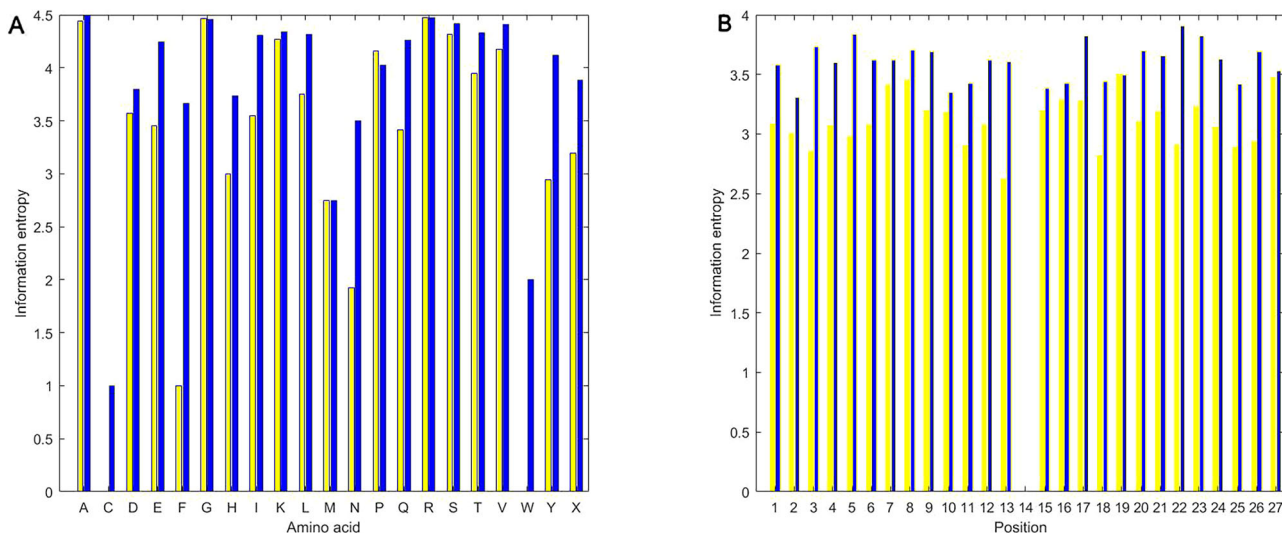 A
4.5
4
3.5
3
2.5
2
1.5
1
0.5
0
Information entropy
A C D E F G H I K L M N P Q R S T V W Y X
Amino acid
B
4
3.5
3
2.5
2
1.5
1
0.5
0
Information entropy
1 2 3 4 5 6 7 8 9 10 11 12 13 14 15 16 17 18 19 20 21 22 23 24 25 26 27
Position